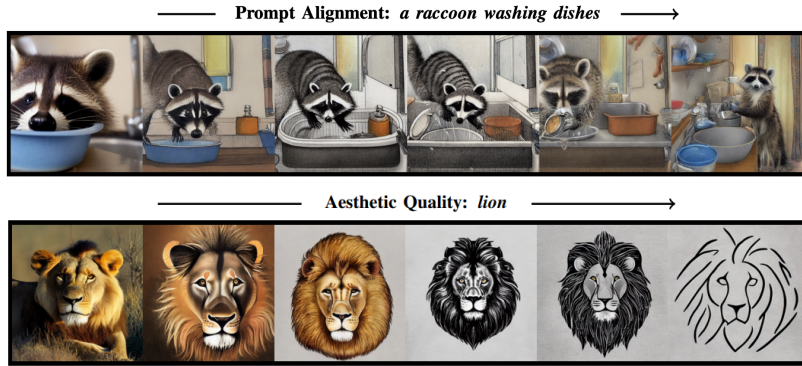 Prompt Alignment: a raccoon washing dishes
Aesthetic Quality: lion